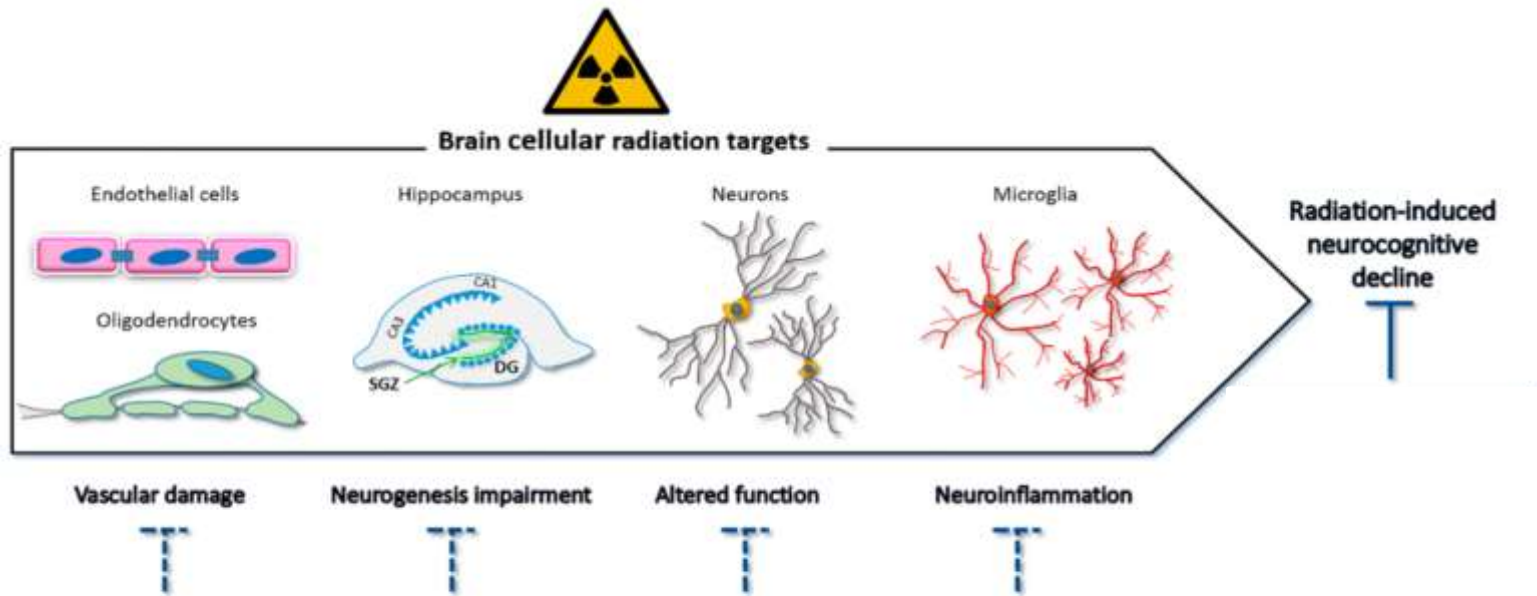 Brain cellular radiation targets
Endothelial cells
Hippocampus
Neurons
Microglia
Radiation-induced
neurocognitive
decline
CA1
CA3
Oligodendrocytes
DG
SGZ
Vascular damage
Neurogenesis impairment
Altered function
Neuroinflammation